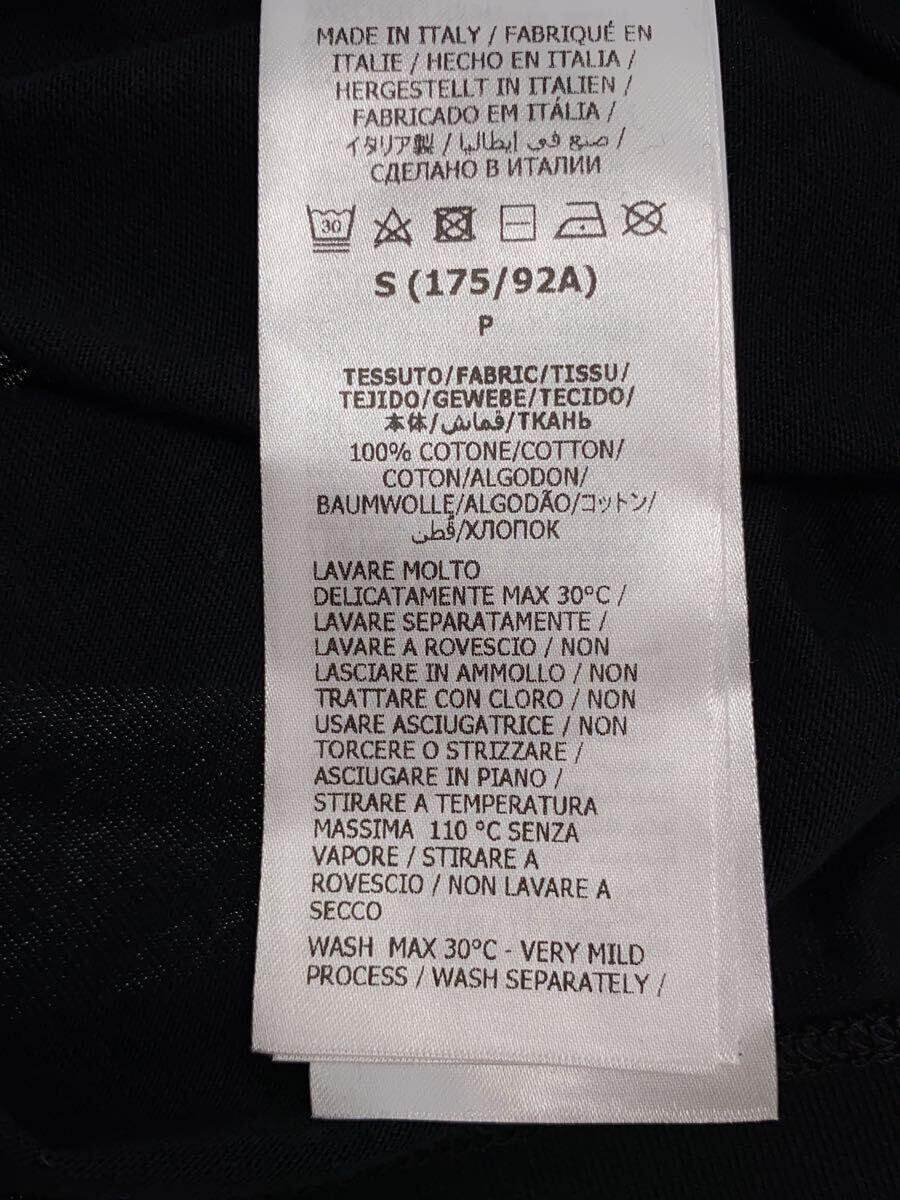 MADE IN ITALY / FABRIQUÉ EN
ITALIE / HECHO EN ITALIA /
HERGESTELLT IN ITALIEN /
FABRICADO EM ITÁLIA /
イタリア製 / صنع في إيطاليا /
СДЕЛАНО В ИТАЛИИ
30
S (175/92A)
P
TESSUTO/FABRIC/TISSU/
TEJIDO/GEWEBE/TECIDO/
本体/قماش/ТКАНЬ
100% COTONE/COTTON/
COTON/ALGODON/
BAUMWOLLE/ALGODÃO/コットン/
قطن/ХЛОПОК
LAVARE MOLTO
DELICATAMENTE MAX 30°C /
LAVARE SEPARATAMENTE /
LAVARE A ROVESCIO / NON
LASCIARE IN AMMOLLO / NON
TRATTARE CON CLORO / NON
USARE ASCIUGATRICE / NON
TORCERE O STRIZZARE /
ASCIUGARE IN PIANO /
STIRARE A TEMPERATURA
MASSIMA 110 °C SENZA
VAPORE / STIRARE A
ROVESCIO / NON LAVARE A
SECCO
WASH MAX 30°C - VERY MILD
PROCESS / WASH SEPARATELY /